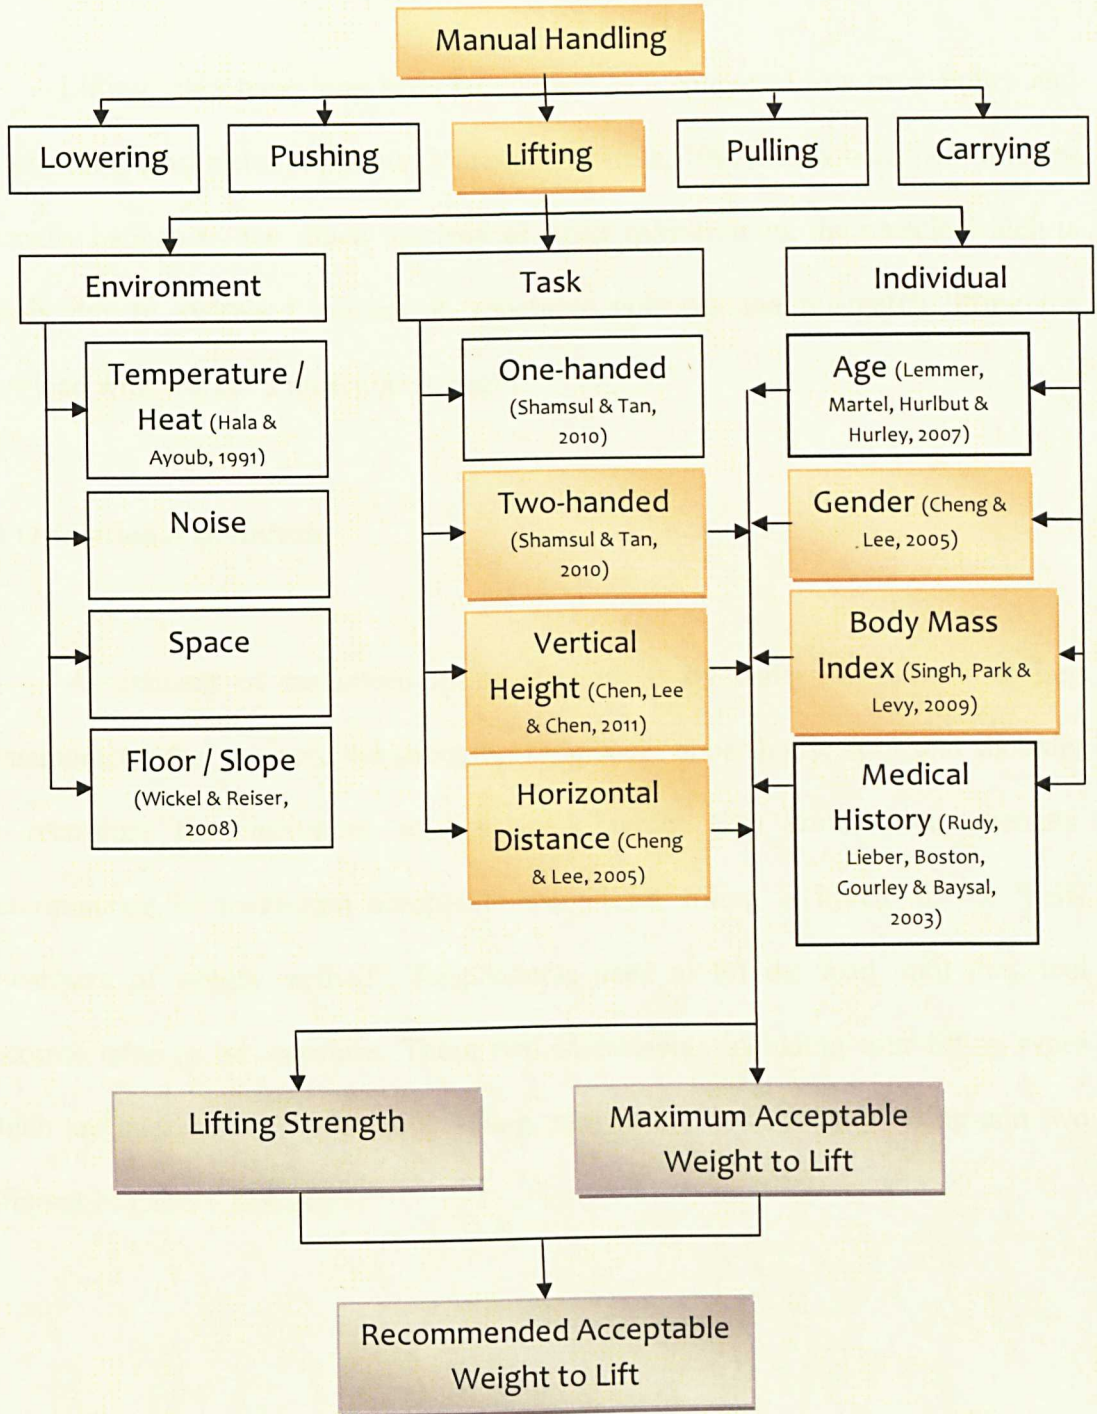 Manual Handling
Lowering
Pushing
Lifting
Pulling
Carrying
Environment
Task
Individual
Temperature /
Heat (Hala &
Ayoub, 1991)
Noise
Space
Floor / Slope
(Wickel & Reiser,
2008)
One-handed
(Shamsul & Tan,
2010)
Two-handed
(Shamsul & Tan,
2010)
Vertical
Height (Chen, Lee
& Chen, 2011)
Horizontal
Distance (Cheng
& Lee, 2005)
Age (Lemmer,
Martel, Hurlbut &
Hurley, 2007)
Gender (Cheng &
Lee, 2005)
Body Mass
Index (Singh, Park &
Levy, 2009)
Medical
History (Rudy,
Lieber, Boston,
Gourley & Baysal,
2003)
Lifting Strength
Maximum Acceptable
Weight to Lift
Recommended Acceptable
Weight to Lift